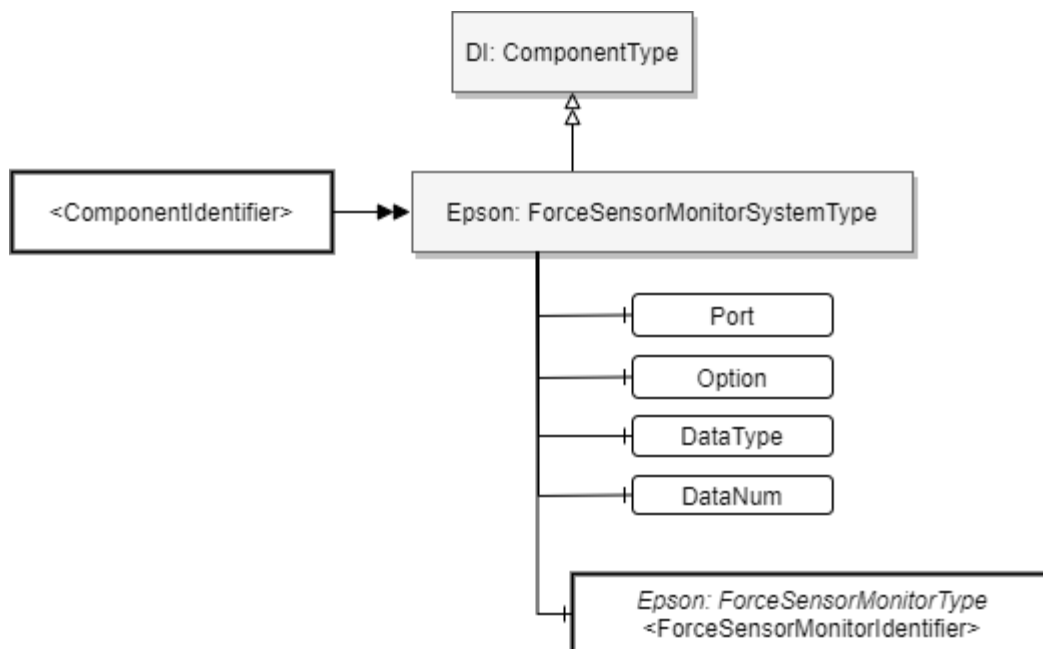 DI: ComponentType
<ComponentIdentifier>
Epson: ForceSensorMonitorSystemType
Port
Option
DataType
DataNum
Epson: ForceSensorMonitorType
<ForceSensorMonitorIdentifier>